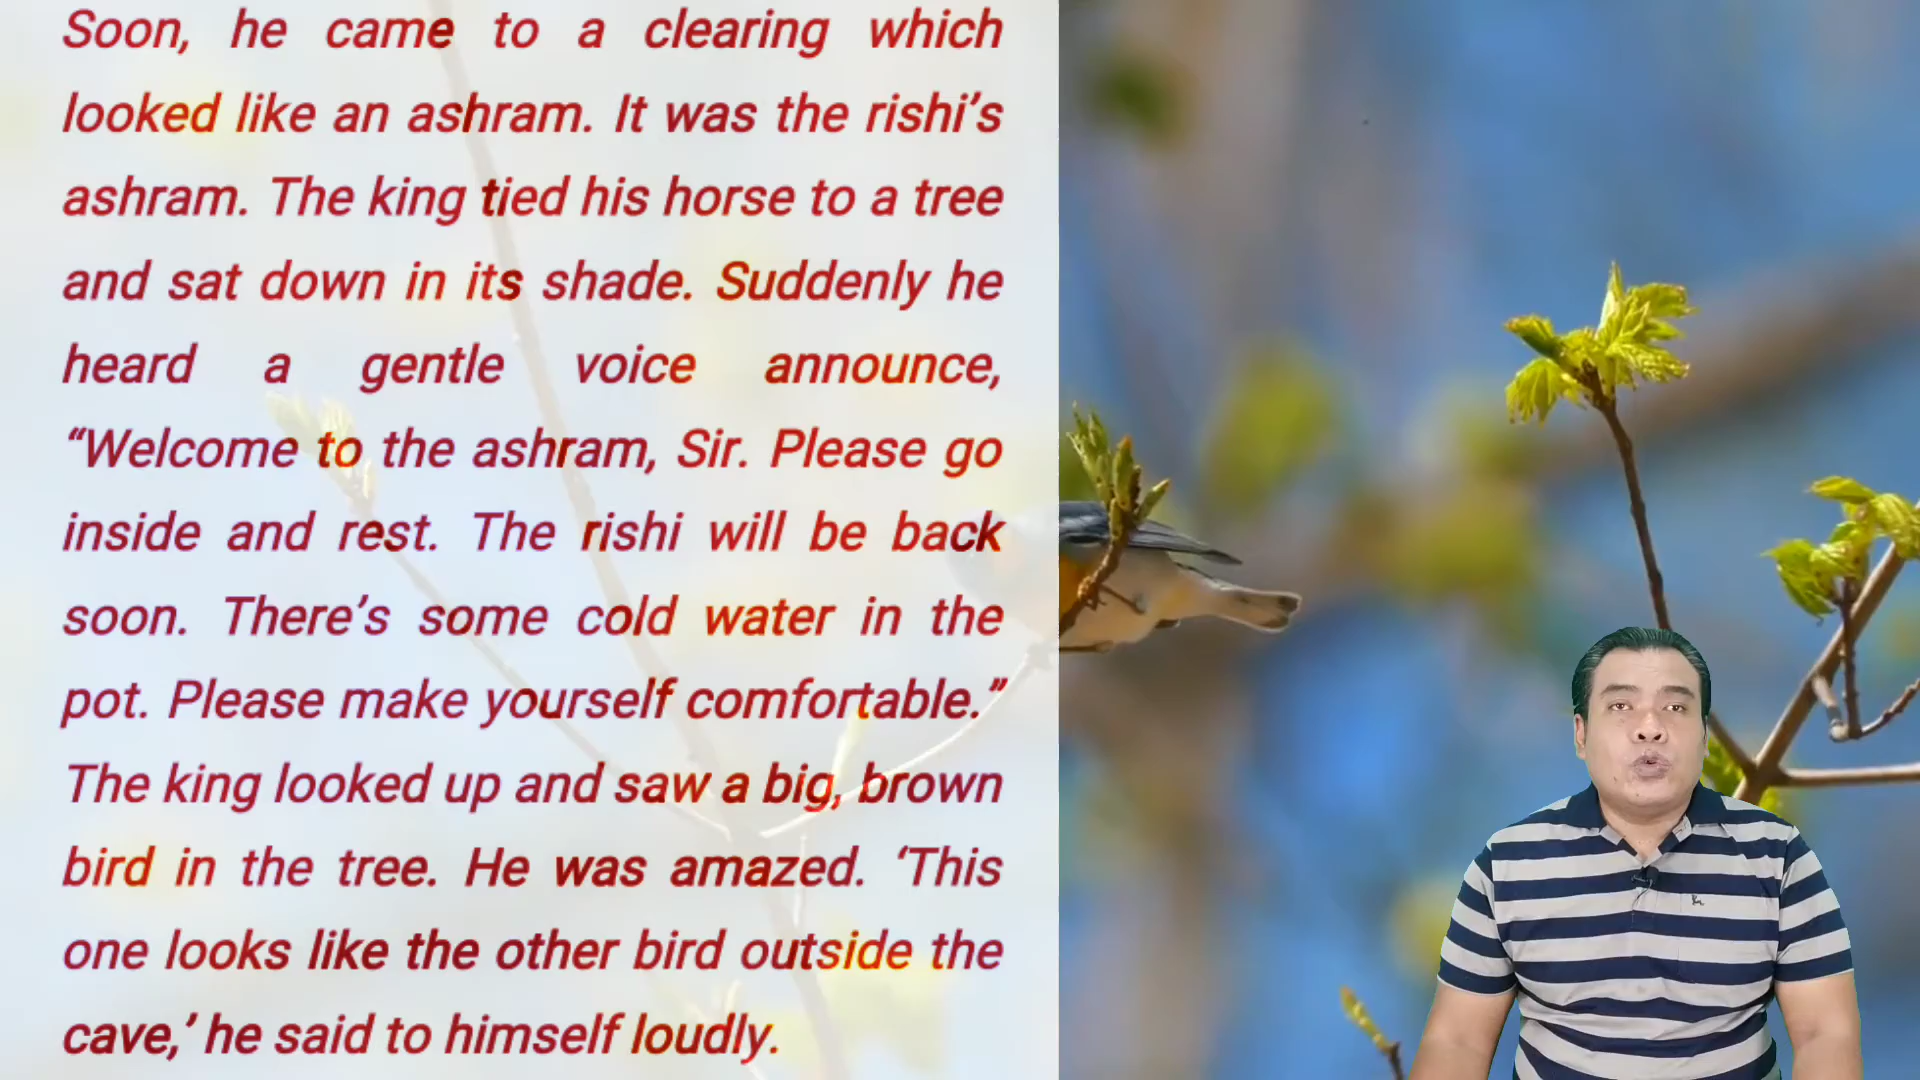 Soon, he came to a clearing which
looked like an ashram. It was the rishi’s
ashram. The king tied his horse to a tree
and sat down in its shade. Suddenly he
heard a gentle voice announce,
“Welcome to the ashram, Sir. Please go
inside and rest. The rishi will be back
soon. There’s some cold water in the
pot. Please make yourself comfortable.”
The king looked up and saw a big, brown
bird in the tree. He was amazed. ‘This
one looks like the other bird outside the
cave,’ he said to himself loudly.